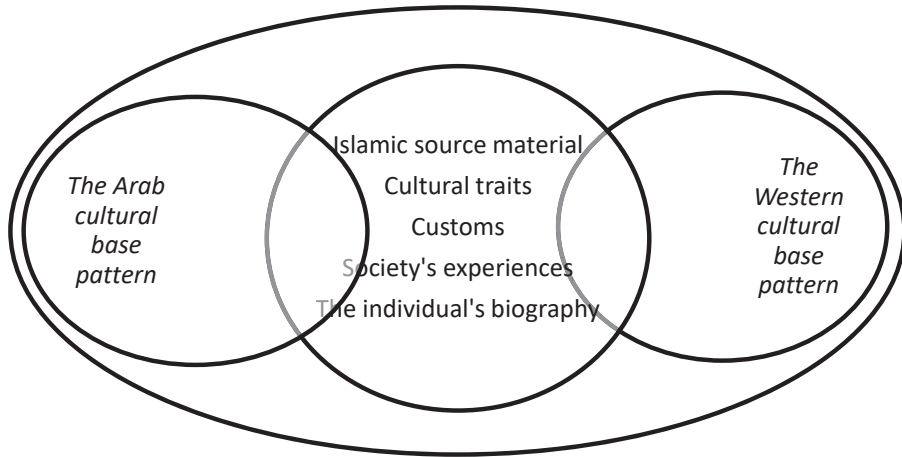 The Arab
cultural
base
pattern
Islamic source material
Cultural traits
Customs
Society's experiences
The individual's biography
The
Western
cultural
base
pattern